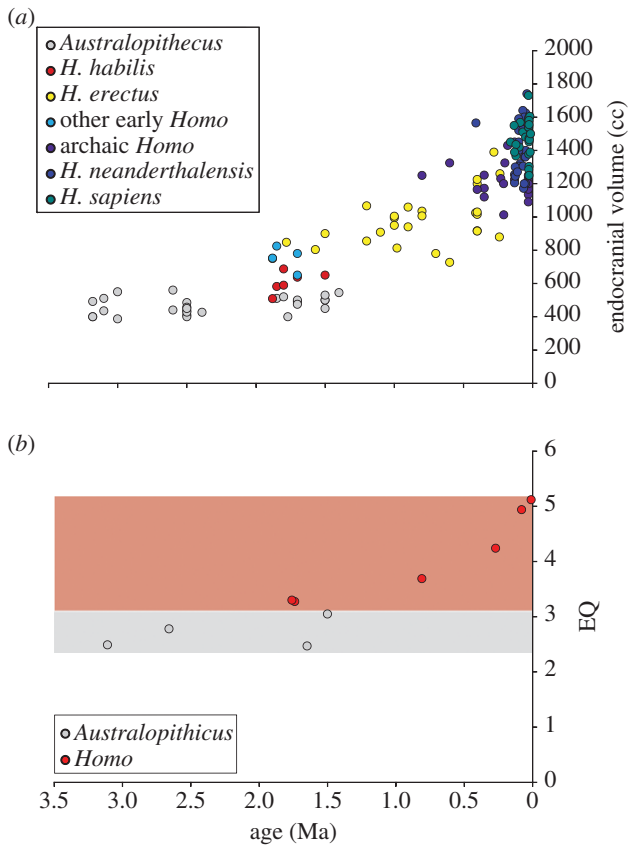 (a)
Australopithecus
H. habilis
H. erectus
other early Homo
archaic Homo
H. neanderthalensis
H. sapiens
2000
1800
1600
1400
1200
1000
800
600
400
200
0
endocranial volume (cc)
(b)
6
5
4
3
2
1
0
EQ
Australopithicus
Homo
3.5 3.0 2.5 2.0 1.5 1.0 0.5 0
age (Ma)